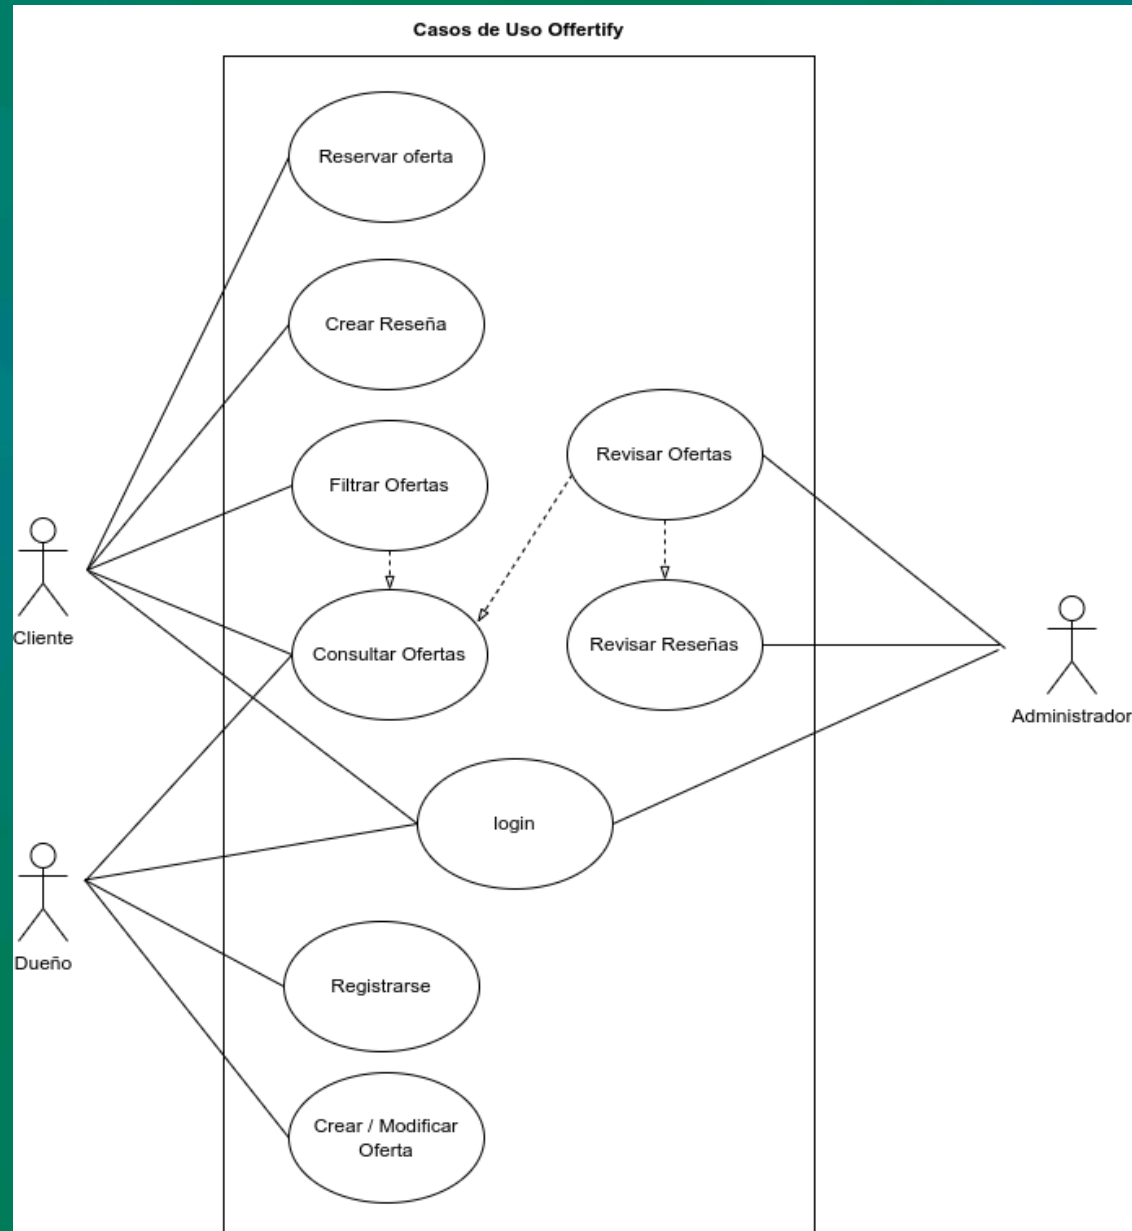 Casos de Uso Offertify
Reservar oferta
Crear Reseña
Filtrar Ofertas
Revisar Ofertas
Cliente
Consultar Ofertas
Revisar Reseñas
Administrador
login
Dueño
Registrarse
Crear / Modificar
Oferta